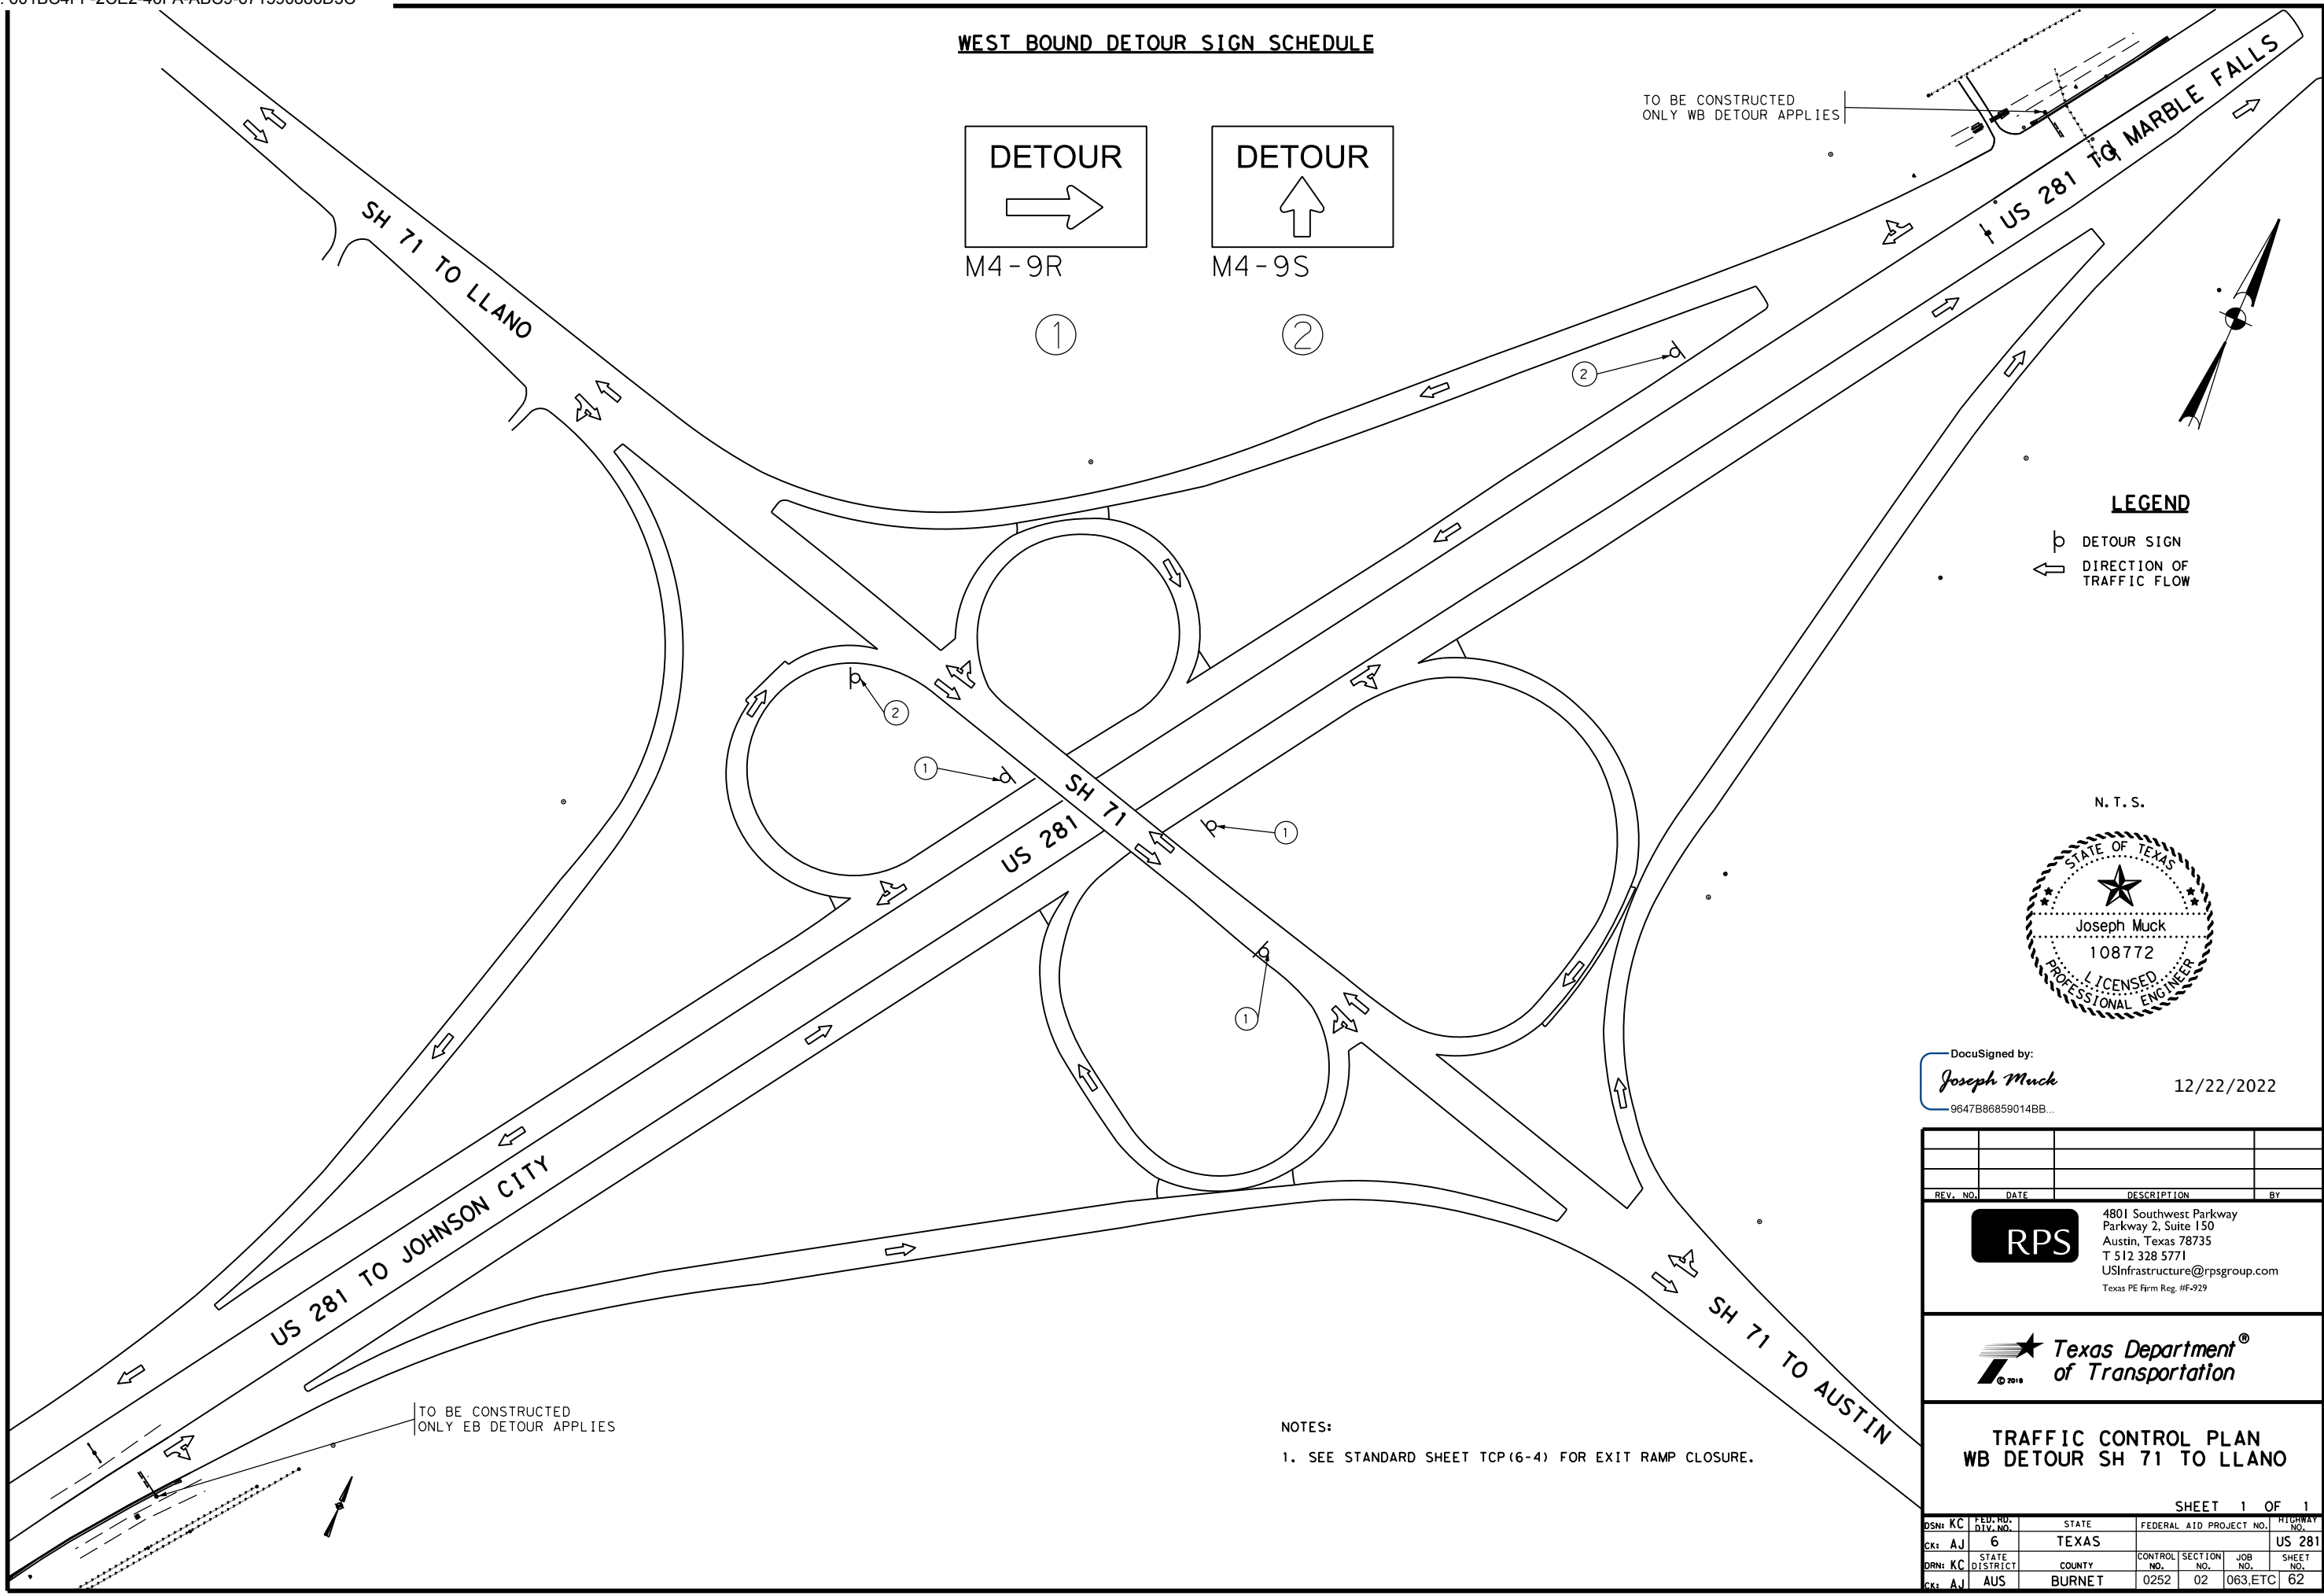 WEST BOUND DETOUR SIGN SCHEDULE
DETOUR
M4-9R
1
DETOUR
M4-9S
2
TO BE CONSTRUCTED
ONLY WB DETOUR APPLIES
US 281 TO MARBLE FALLS
SH 71 TO LLANO
2
LEGEND
DETOUR SIGN
DIRECTION OF
TRAFFIC FLOW
2
1
SH 71
US 281
1
1
N.T.S.
STATE OF TEXAS
Joseph Muck
108772
LICENSED
PROFESSIONAL ENGINEER
DocuSigned by:
Joseph Muck
9647B86859014BB...
12/22/2022
US 281 TO JOHNSON CITY
SH 71 TO AUSTIN
TO BE CONSTRUCTED
ONLY EB DETOUR APPLIES
NOTES:
1. SEE STANDARD SHEET TCP(6-4) FOR EXIT RAMP CLOSURE.
REV. NO. DATE DESCRIPTION BY
RPS
4801 Southwest Parkway
Parkway 2, Suite 150
Austin, Texas 78735
T 512 328 5771
USInfrastructure@rpsgroup.com
Texas PE Firm Reg. #F-929
Texas Department®
of Transportation
© 2018
TRAFFIC CONTROL PLAN
WB DETOUR SH 71 TO LLANO
SHEET 1 OF 1
DSN: KC FED.RD. DIV.NO. STATE FEDERAL AID PROJECT NO. HIGHWAY NO.
CK: AJ 6 TEXAS US 281
DRN: KC STATE DISTRICT COUNTY CONTROL NO. SECTION NO. JOB NO. SHEET NO.
CK: AJ AUS BURNET 0252 02 063,ETC 62